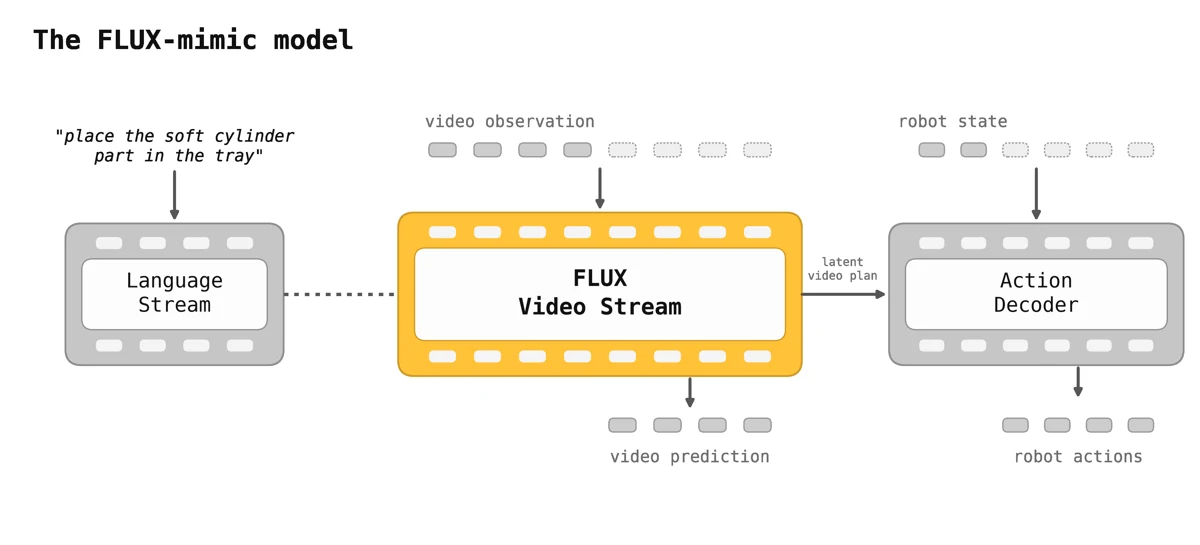 The FLUX-mimic model
"place the soft cylinder
part in the tray"
video observation
robot state
Language
Stream
FLUX
Video Stream
latent
video plan
Action
Decoder
video prediction
robot actions